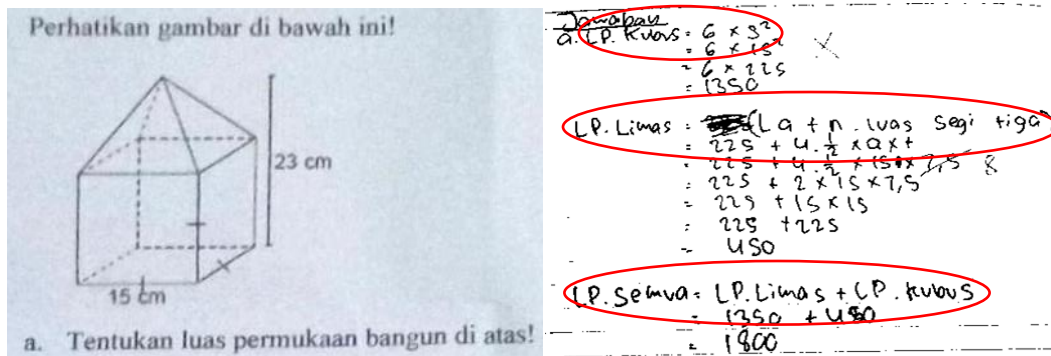 Perhatikan gambar di bawah ini!
23 cm
15 cm
a. Tentukan luas permukaan bangun di atas!
Jawaban
a. LP. Kubus = 6 x s²
= 6 x 15²
= 6 x 225
= 1350
LP. Limas = (La + n. luas segi tiga
= 225 + 4. 1/2 x a x t
= 225 + 4. 1/2 x 15 x 7,5 8
= 225 + 2 x 15 x 7,5
= 225 + 15 x 15
= 225 + 225
= 450
LP. semua = LP. Limas + LP. Kubus
= 1350 + 450
= 1800